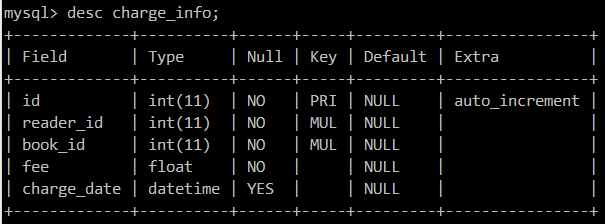 mysql> desc charge_info;
+-------------+----------+------+-----+---------+----------------+
| Field       | Type     | Null | Key | Default | Extra          |
+-------------+----------+------+-----+---------+----------------+
| id          | int(11)  | NO   | PRI | NULL    | auto_increment |
| reader_id   | int(11)  | NO   | MUL | NULL    |                |
| book_id     | int(11)  | NO   | MUL | NULL    |                |
| fee         | float    | NO   |     | NULL    |                |
| charge_date | datetime | YES  |     | NULL    |                |
+-------------+----------+------+-----+---------+----------------+